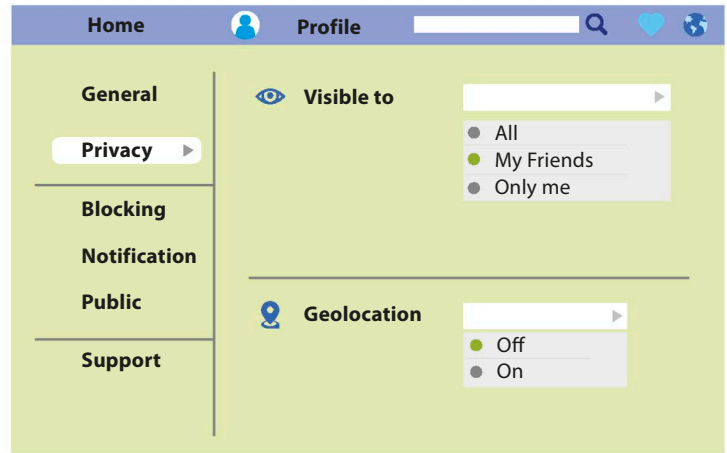 Home Profile
General
Privacy
Blocking
Notification
Public
Support
Visible to
All
My Friends
Only me
Geolocation
Off
On